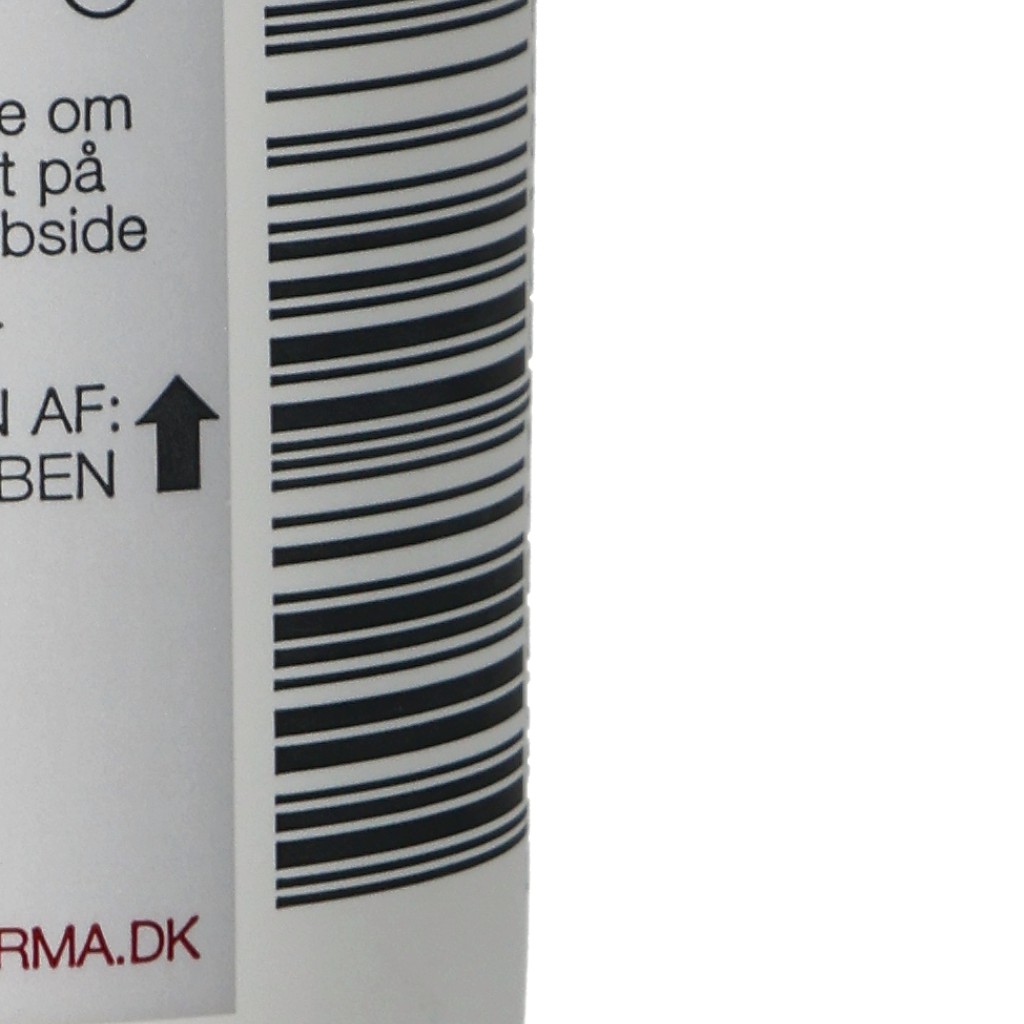 e om
t på
bside
N AF:
BEN
RMA.DK